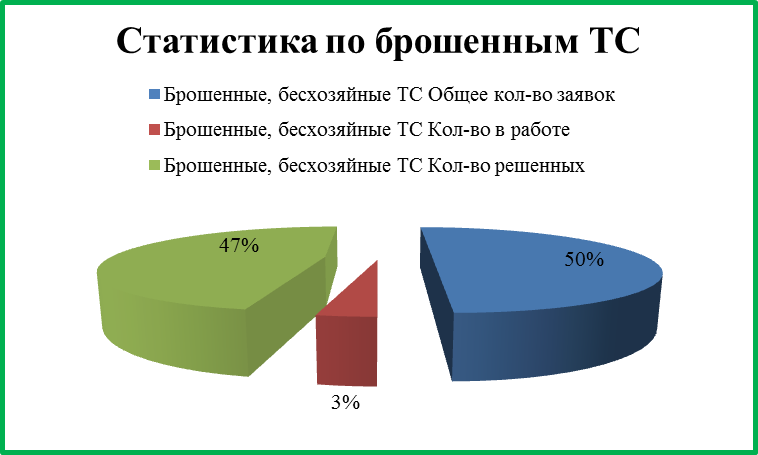 Статистика по брошенным ТС
Брошенные, бесхозяйные ТС Общее кол-во заявок
Брошенные, бесхозяйные ТС Кол-во в работе
Брошенные, бесхозяйные ТС Кол-во решенных
47%
50%
3%